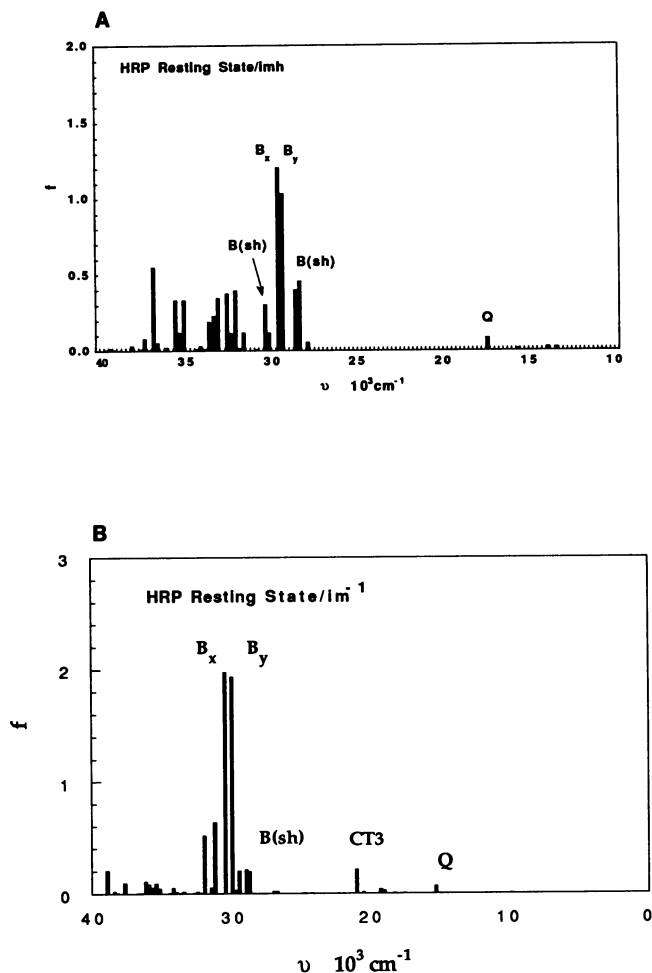 A
2.0
HRP Resting State/imh
1.5
Bx By
f
1.0
B(sh)
B(sh)
0.5
Q
0.0
40 35 30 25 20 15 10
υ 10³cm⁻¹
B
3
HRP Resting State/im⁻¹
Bx By
2
f
1
B(sh) CT3
Q
0
40 30 20 10 0
υ 10³ cm⁻¹